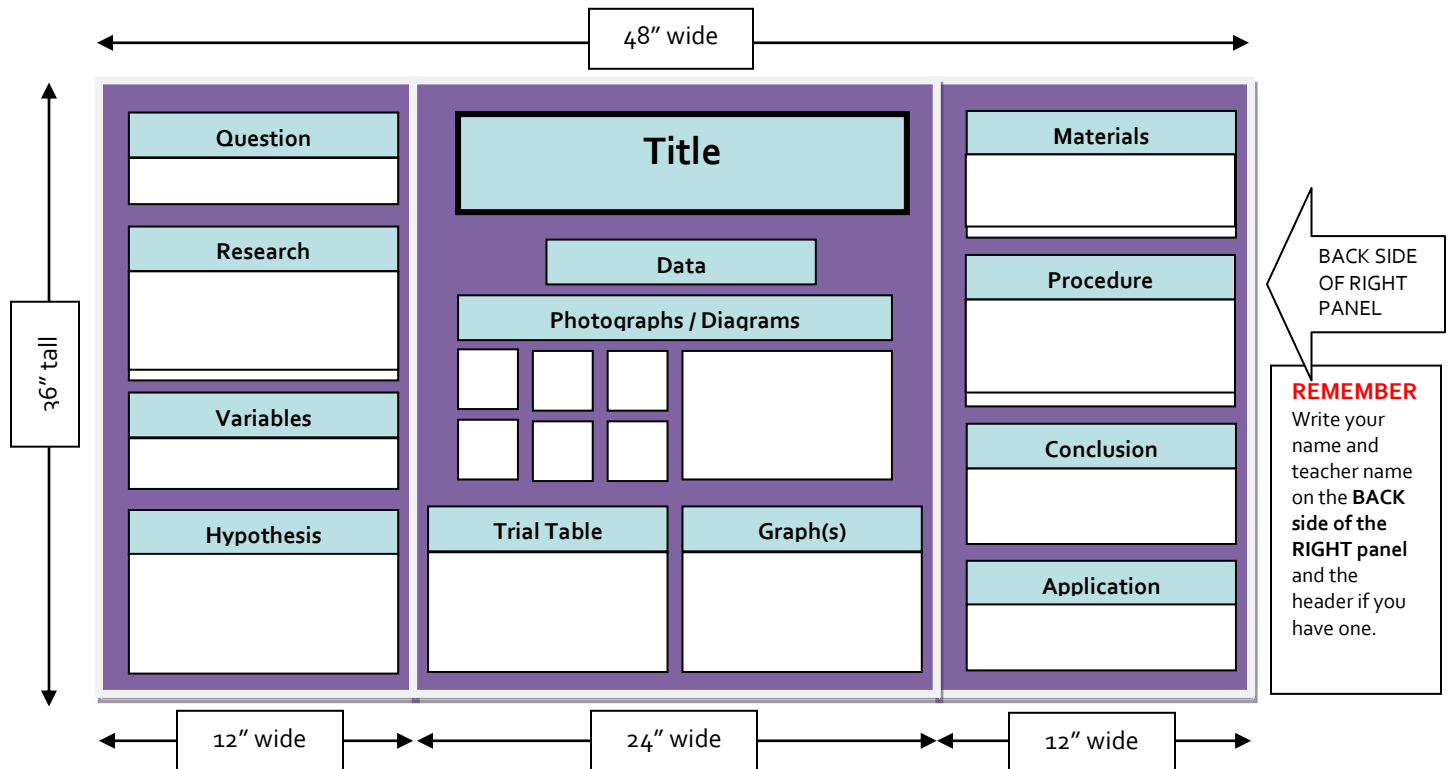 48” wide
36” tall
Question
Research
Variables
Hypothesis
Title
Data
Photographs / Diagrams
Trial Table
Graph(s)
Materials
Procedure
Conclusion
Application
BACK SIDE
OF RIGHT
PANEL
REMEMBER
Write your
name and
teacher name
on the BACK
side of the
RIGHT panel
and the
header if you
have one.
12” wide
24” wide
12” wide